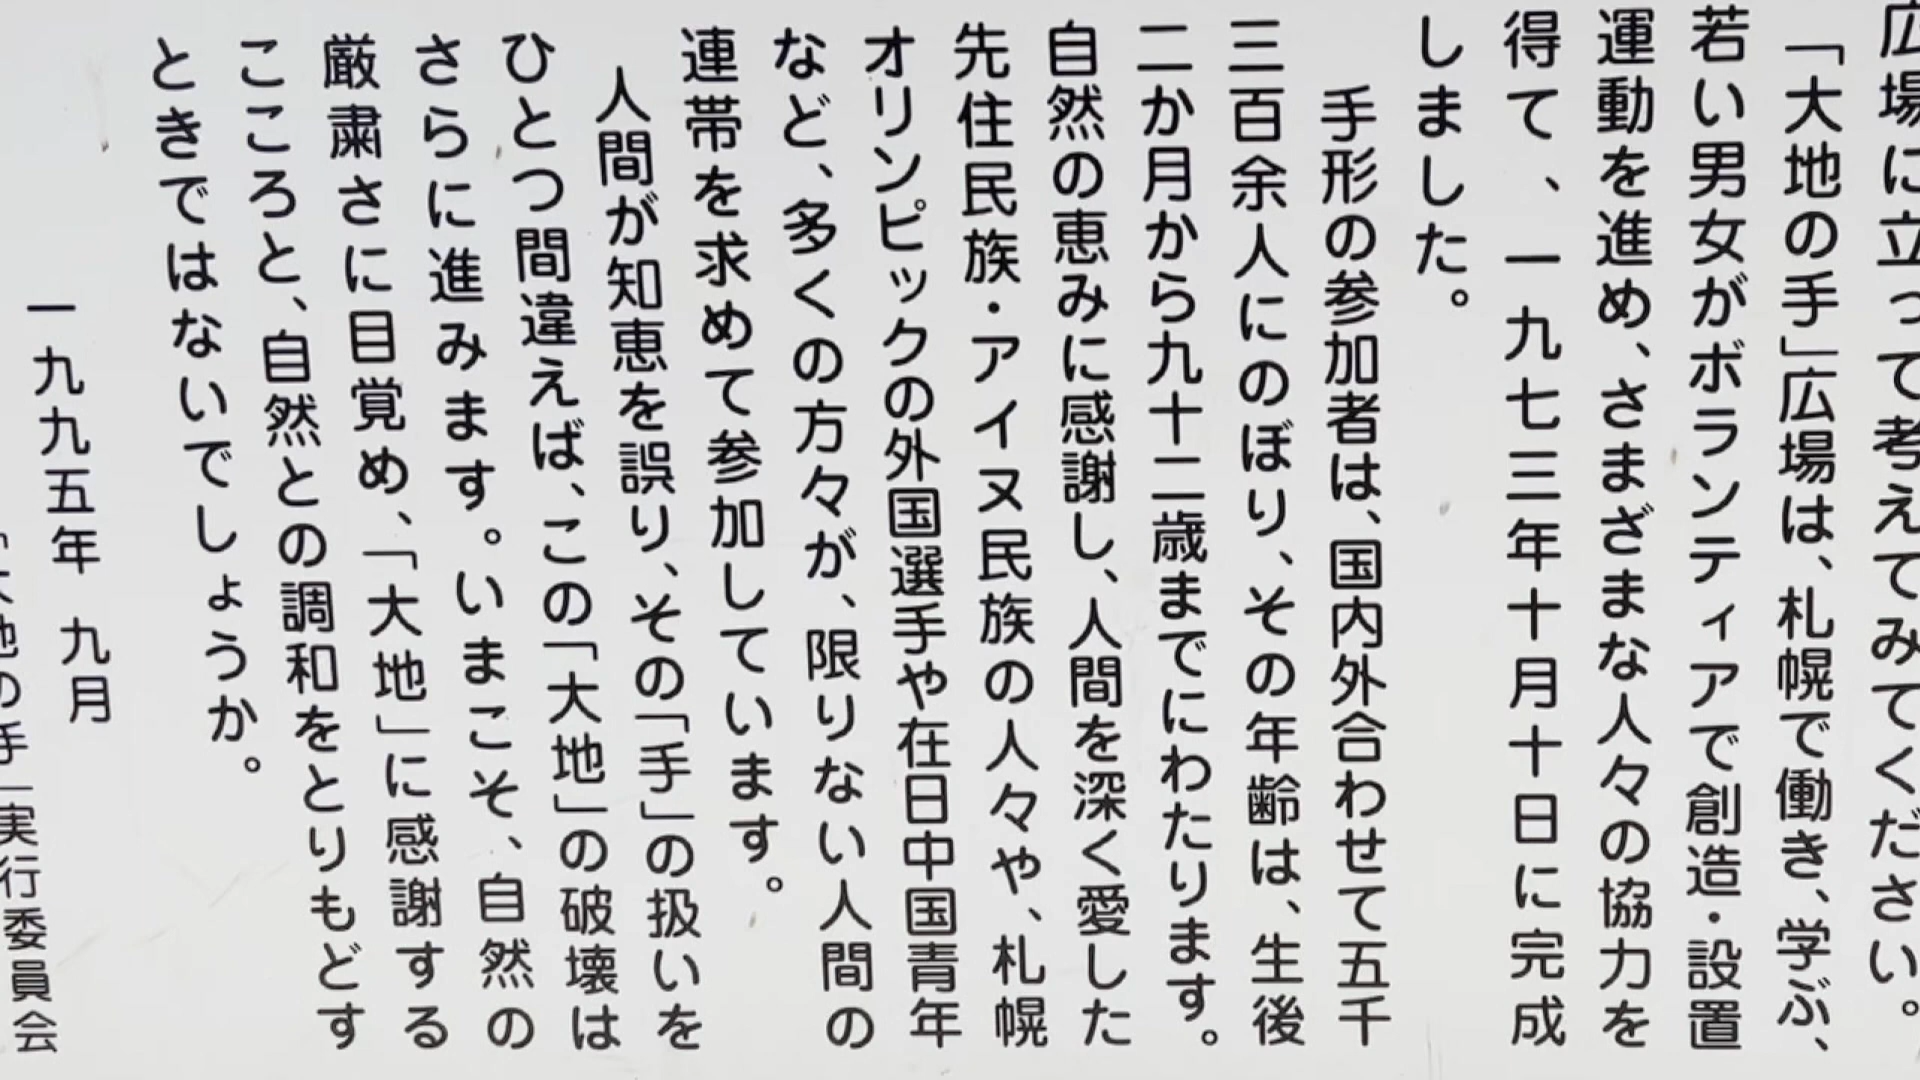 広場に立って考えてみてください。
「大地の手」広場は、札幌で働き、学ぶ、
若い男女がボランティアで創造・設置
運動を進め、さまざまな人々の協力を
得て、一九七三年十月十日に完成
しました。
手形の参加者は、国内外合わせて五千
三百余人にのぼり、その年齢は、生後
二か月から九十二歳までにわたります。
自然の恵みに感謝し、人間を深く愛した
先住民族・アイヌ民族の人々や、札幌
オリンピックの外国選手や在日中国青年
など、多くの方々が、限りない人間の
連帯を求めて参加しています。
人間が知恵を誤り、その「手」の扱いを
ひとつ間違えば、この「大地」の破壊は
さらに進みます。いまこそ、自然の
厳粛さに目覚め、「大地」に感謝する
こころと、自然との調和をとりもどす
ときではないでしょうか。
一九九五年 九月
「大地の手」実行委員会